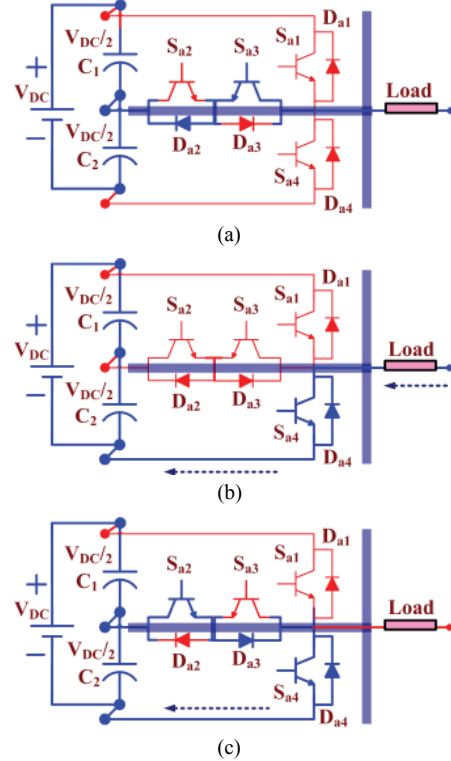 D_a1
V_DC/2
S_a2
S_a3
S_a1
+
C_1
V_DC
Load
V_DC/2
−
D_a2
D_a3
C_2
S_a4
D_a4
(a)
D_a1
V_DC/2
S_a2
S_a3
S_a1
+
C_1
V_DC
Load
V_DC/2
−
D_a2
D_a3
C_2
S_a4
D_a4
(b)
D_a1
V_DC/2
S_a2
S_a3
S_a1
+
C_1
V_DC
Load
V_DC/2
−
D_a2
D_a3
C_2
S_a4
D_a4
(c)